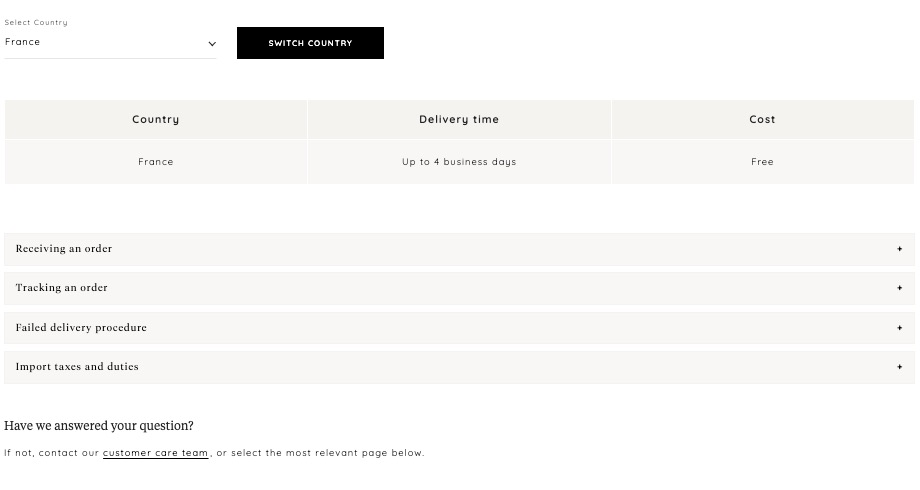 Select Country
France
SWITCH COUNTRY
Country Delivery time Cost
France Up to 4 business days Free
Receiving an order +
Tracking an order +
Failed delivery procedure +
Import taxes and duties +
Have we answered your question?
If not, contact our customer care team, or select the most relevant page below.